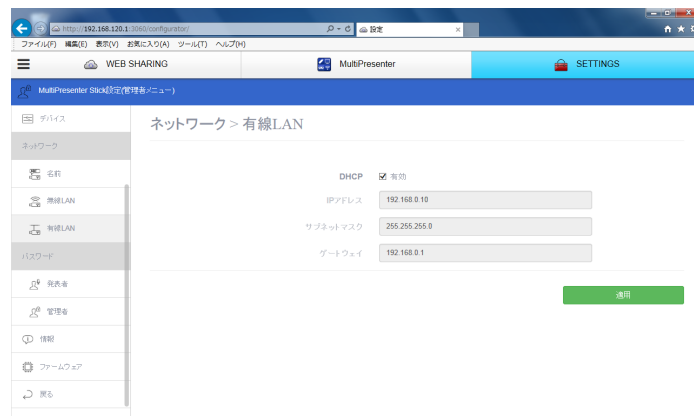 http://192.168.120.1:3060/configurator/
設定
ファイル(F) 編集(E) 表示(V) お気に入り(A) ツール(T) ヘルプ(H)
WEB SHARING
MultiPresenter
SETTINGS
MultiPresenter Stick設定(管理者メニュー)
デバイス
ネットワーク > 有線LAN
ネットワーク
名前
DHCP 有効
無線LAN
IPアドレス 192.168.0.10
有線LAN
サブネットマスク 255.255.255.0
パスワード
ゲートウェイ 192.168.0.1
発表者
適用
管理者
情報
ファームウェア
戻る